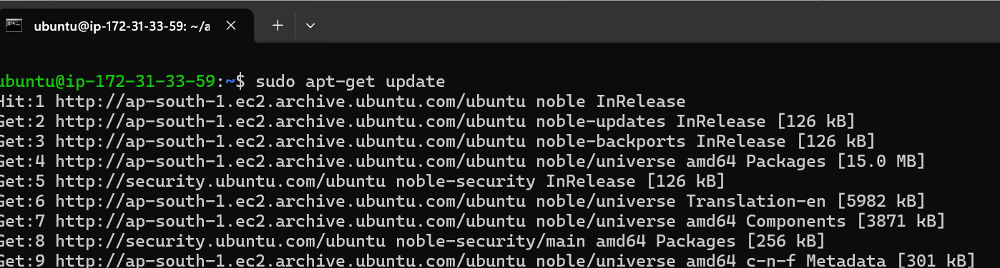 ubuntu@ip-172-31-33-59: ~/a
ubuntu@ip-172-31-33-59:~$ sudo apt-get update
Hit:1 http://ap-south-1.ec2.archive.ubuntu.com/ubuntu noble InRelease
Get:2 http://ap-south-1.ec2.archive.ubuntu.com/ubuntu noble-updates InRelease [126 kB]
Get:3 http://ap-south-1.ec2.archive.ubuntu.com/ubuntu noble-backports InRelease [126 kB]
Get:4 http://ap-south-1.ec2.archive.ubuntu.com/ubuntu noble/universe amd64 Packages [15.0 MB]
Get:5 http://security.ubuntu.com/ubuntu noble-security InRelease [126 kB]
Get:6 http://ap-south-1.ec2.archive.ubuntu.com/ubuntu noble/universe Translation-en [5982 kB]
Get:7 http://ap-south-1.ec2.archive.ubuntu.com/ubuntu noble/universe amd64 Components [3871 kB]
Get:8 http://security.ubuntu.com/ubuntu noble-security/main amd64 Packages [256 kB]
Get:9 http://ap-south-1.ec2.archive.ubuntu.com/ubuntu noble/universe amd64 c-n-f Metadata [301 kB]